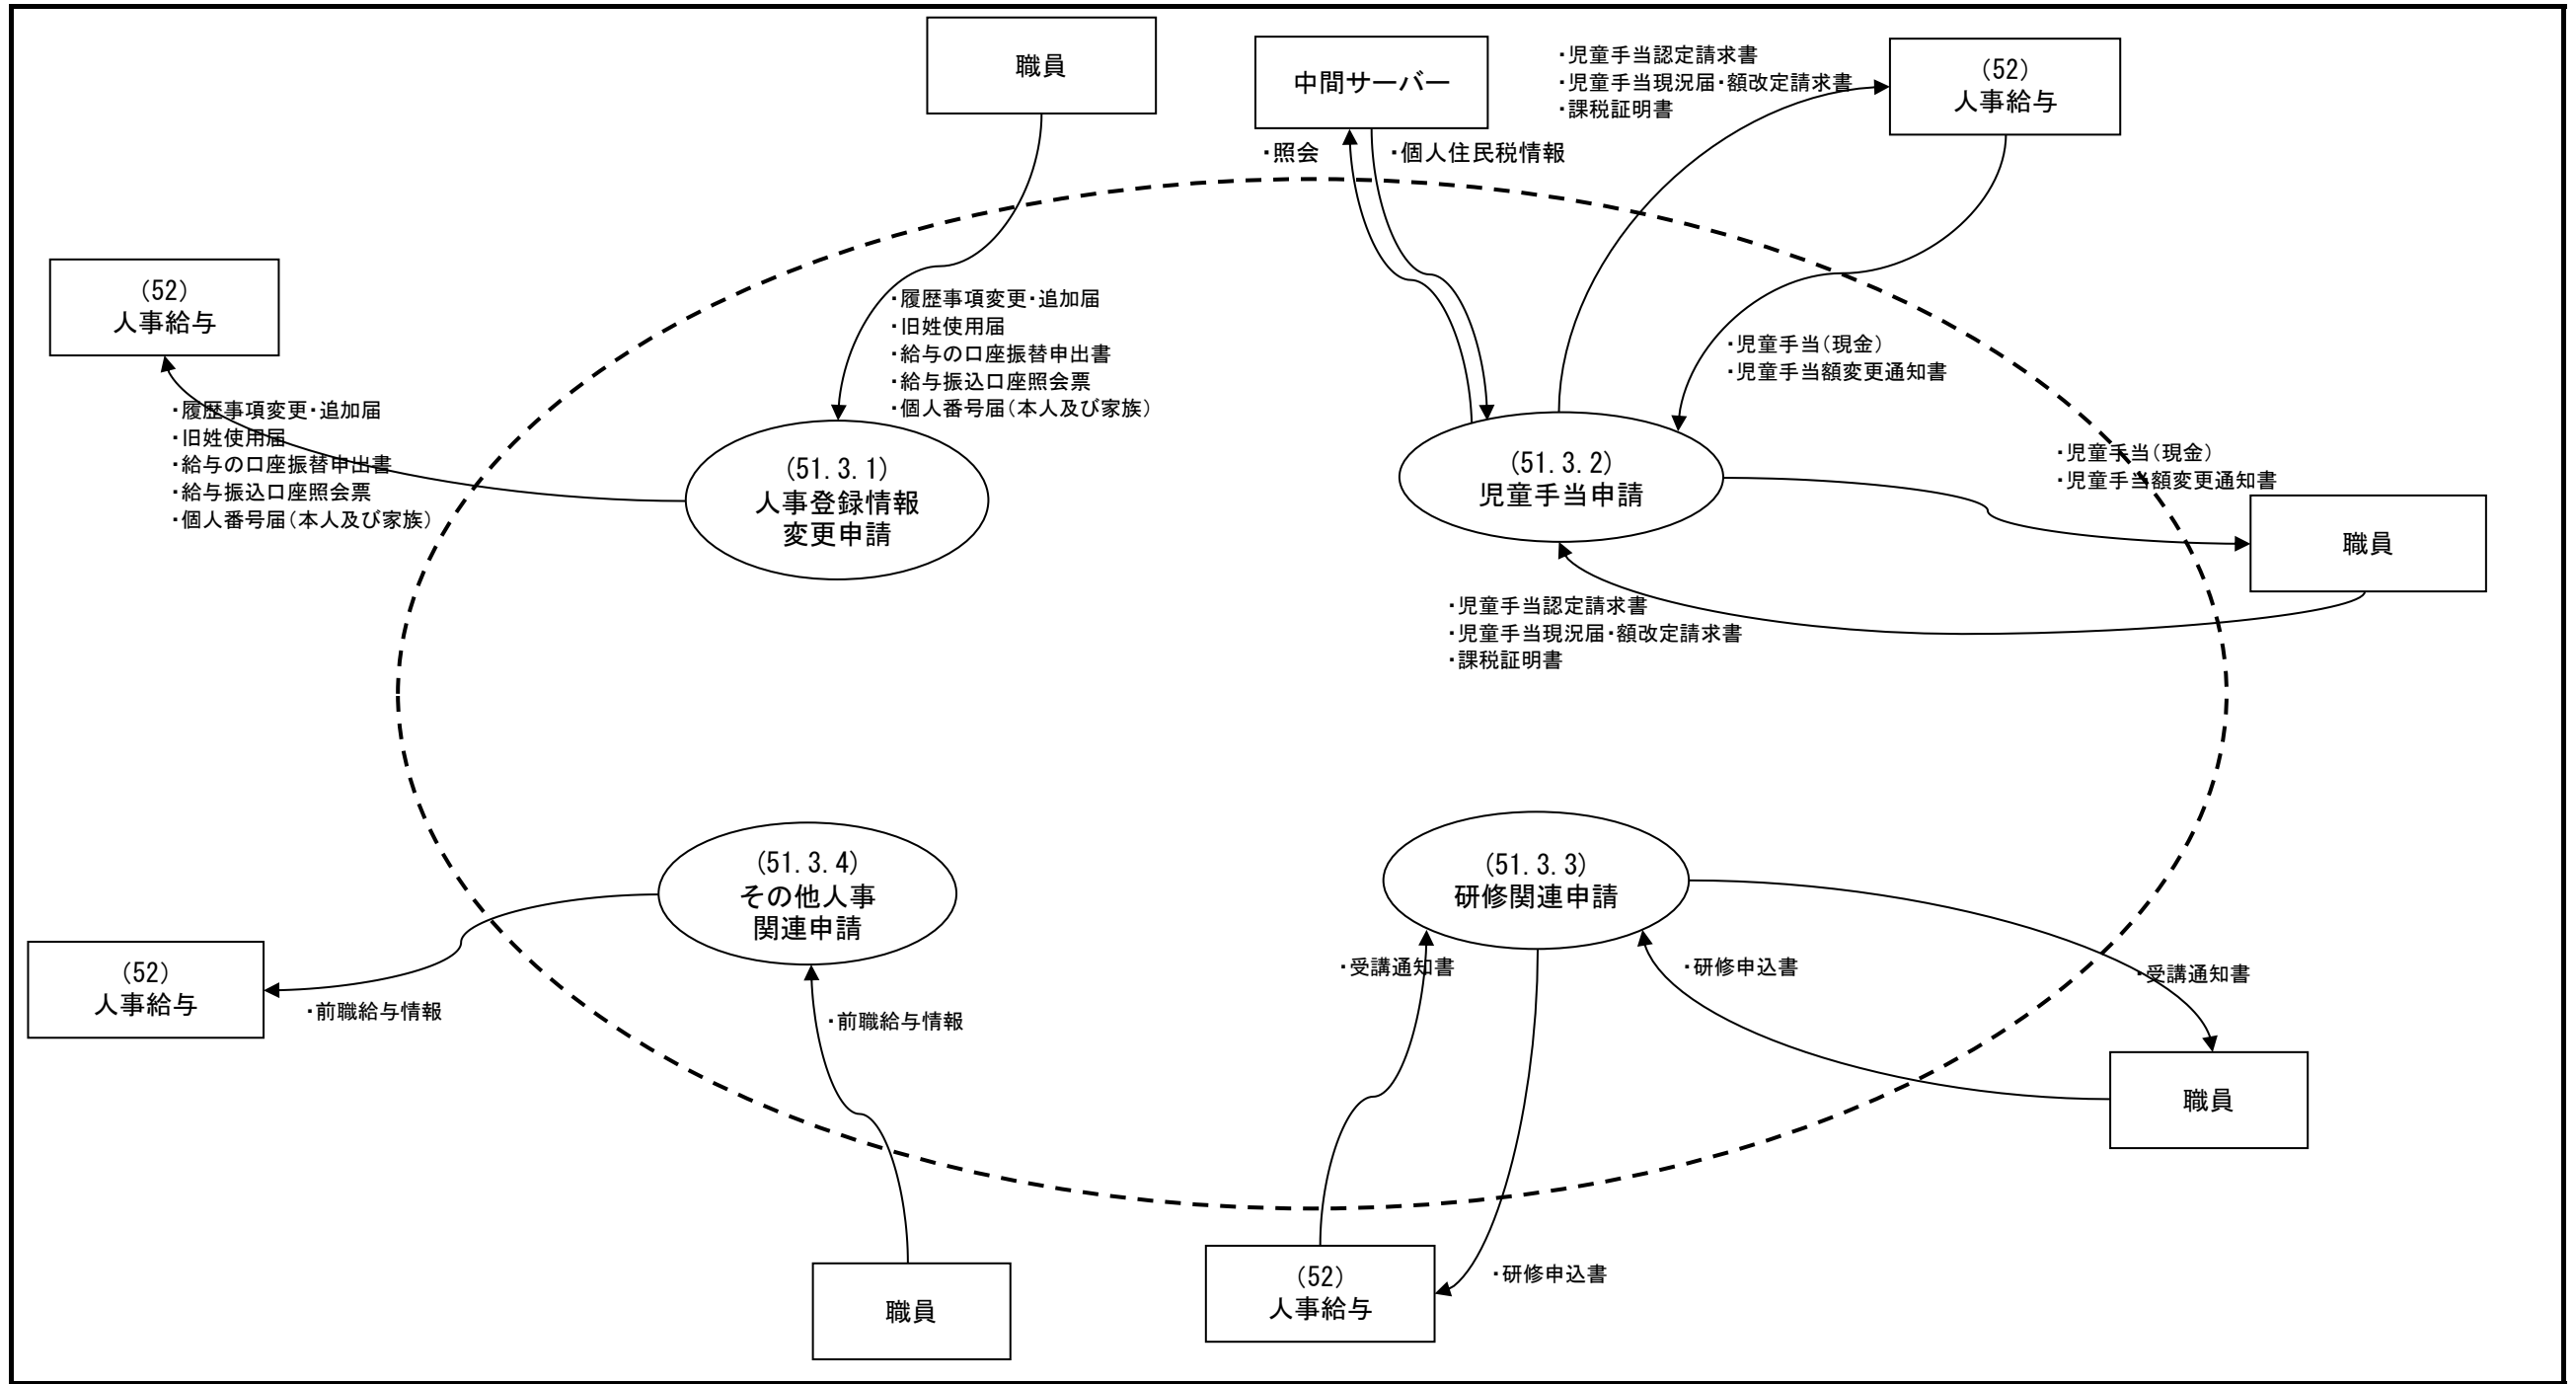 職員
中間サーバー
・照会
・個人住民税情報
・児童手当認定請求書
・児童手当現況届・額改定請求書
・課税証明書
(52)
人事給与
(52)
人事給与
・履歴事項変更・追加届
・旧姓使用届
・給与の口座振替申出書
・給与振込口座照会票
・個人番号届(本人及び家族)
・履歴事項変更・追加届
・旧姓使用届
・給与の口座振替申出書
・給与振込口座照会票
・個人番号届(本人及び家族)
(51.3.1)
人事登録情報
変更申請
・児童手当(現金)
・児童手当額変更通知書
(51.3.2)
児童手当申請
・児童手当(現金)
・児童手当額変更通知書
職員
・児童手当認定請求書
・児童手当現況届・額改定請求書
・課税証明書
(51.3.4)
その他人事
関連申請
(51.3.3)
研修関連申請
(52)
人事給与
・前職給与情報
・前職給与情報
・受講通知書
・研修申込書
・受講通知書
職員
職員
(52)
人事給与
・研修申込書